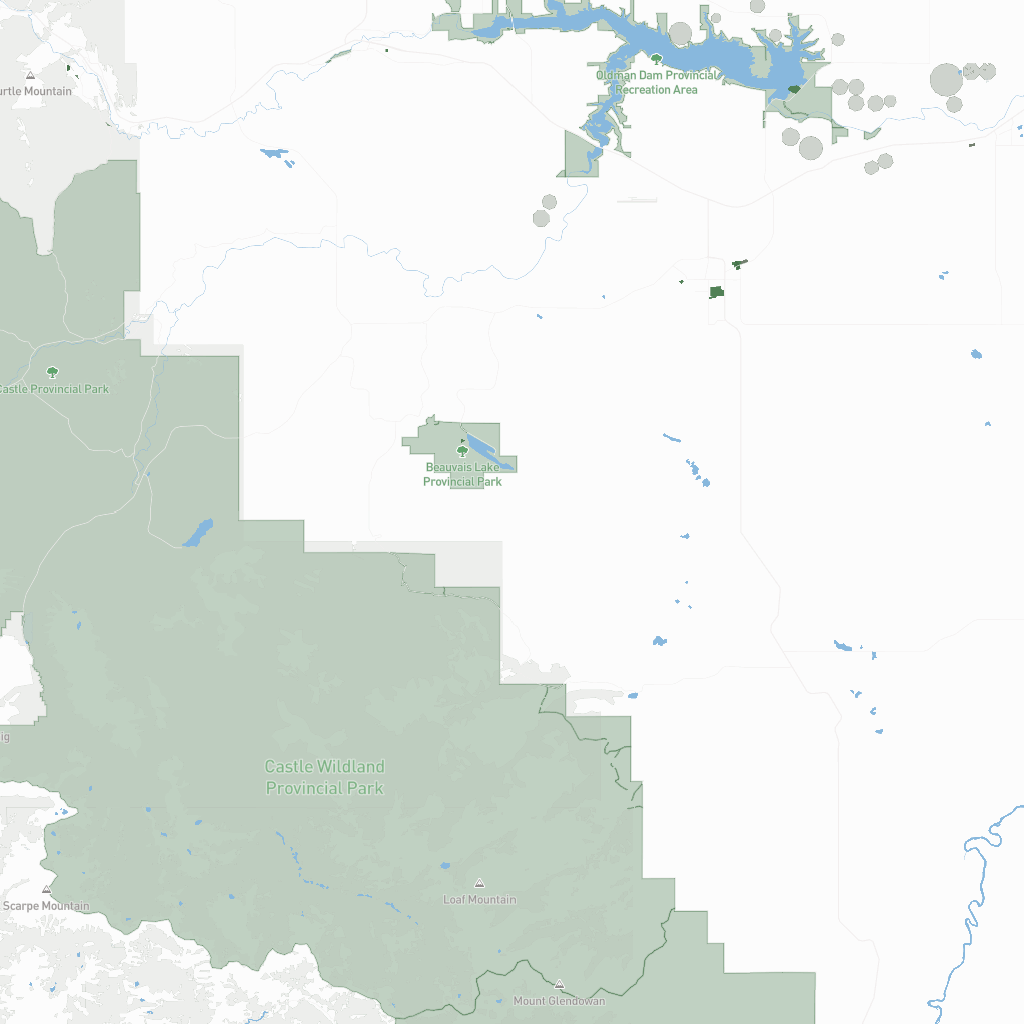 Oldman Dam Provincial
Recreation Area
urtle Mountain
Castle Provincial Park
Beauvais Lake
Provincial Park
ig
Castle Wildland
Provincial Park
Loaf Mountain
Scarpe Mountain
Mount Glendowan